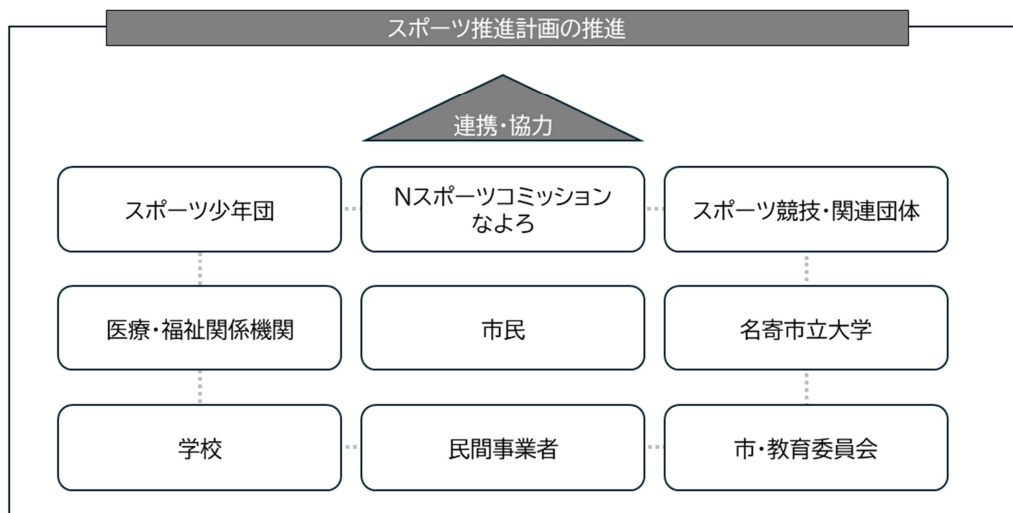 スポーツ推進計画の推進
連携・協力
スポーツ少年団
Nスポーツコミッション
なよろ
スポーツ競技・関連団体
医療・福祉関係機関
市民
名寄市立大学
学校
民間事業者
市・教育委員会